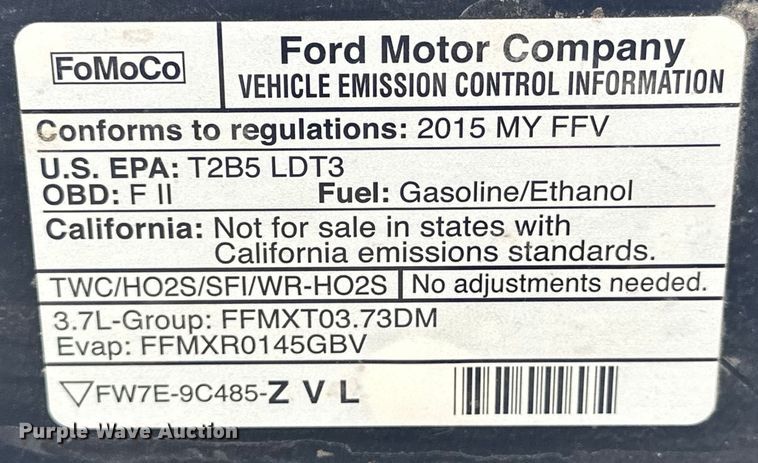 FoMoCo
Ford Motor Company
VEHICLE EMISSION CONTROL INFORMATION
Conforms to regulations: 2015 MY FFV
U.S. EPA: T2B5 LDT3
OBD: F II Fuel: Gasoline/Ethanol
California: Not for sale in states with
California emissions standards.
TWC/HO2S/SFI/WR-HO2S No adjustments needed.
3.7L-Group: FFMXT03.73DM
Evap: FFMXR0145GBV
FW7E-9C485-Z V L
Purple Wave Auction